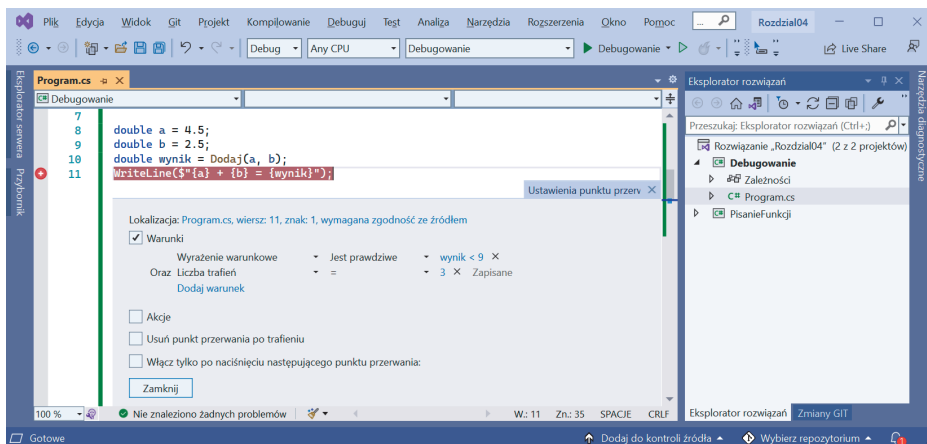 Plik Edycja Widok Git Projekt Kompilowanie Debuguj Test Analiza Narzędzia Rozszerzenia Okno Pomoc ... Rozdzial04
Debug Any CPU Debugowanie Debugowanie Live Share
Eksplorator serwera
Przybornik
Program.cs
Debugowanie
7
8 double a = 4.5;
9 double b = 2.5;
10 double wynik = Dodaj(a, b);
11 WriteLine($"{a} + {b} = {wynik}");
Ustawienia punktu przerw
Lokalizacja: Program.cs, wiersz: 11, znak: 1, wymagana zgodność ze źródłem
Warunki
Wyrażenie warunkowe Jest prawdziwe wynik < 9
Oraz Liczba trafień = 3 Zapisane
Dodaj warunek
Akcje
Usuń punkt przerwania po trafieniu
Włącz tylko po naciśnięciu następującego punktu przerwania:
Zamknij
100 % Nie znaleziono żadnych problemów W.: 11 Zn.: 35 SPACJE CRLF
Eksplorator rozwiązań
Przeszukaj: Eksplorator rozwiązań (Ctrl+;)
Rozwiązanie „Rozdzial04” (2 z 2 projektów)
Debugowanie
Zależności
C# Program.cs
C# PisanieFunkcji
Eksplorator rozwiązań Zmiany GIT
Narzędzia diagnostyczne
Gotowe Dodaj do kontroli źródła Wybierz repozytorium 1